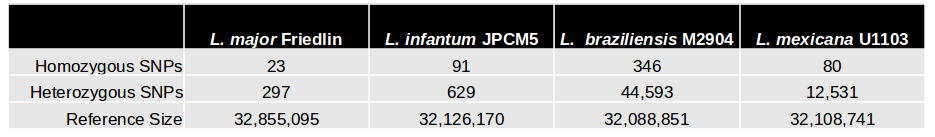 L. major Friedlin L. infantum JPCM5 L. braziliensis M2904 L. mexicana U1103
Homozygous SNPs 23 91 346 80
Heterozygous SNPs 297 629 44,593 12,531
Reference Size 32,855,095 32,126,170 32,088,851 32,108,741